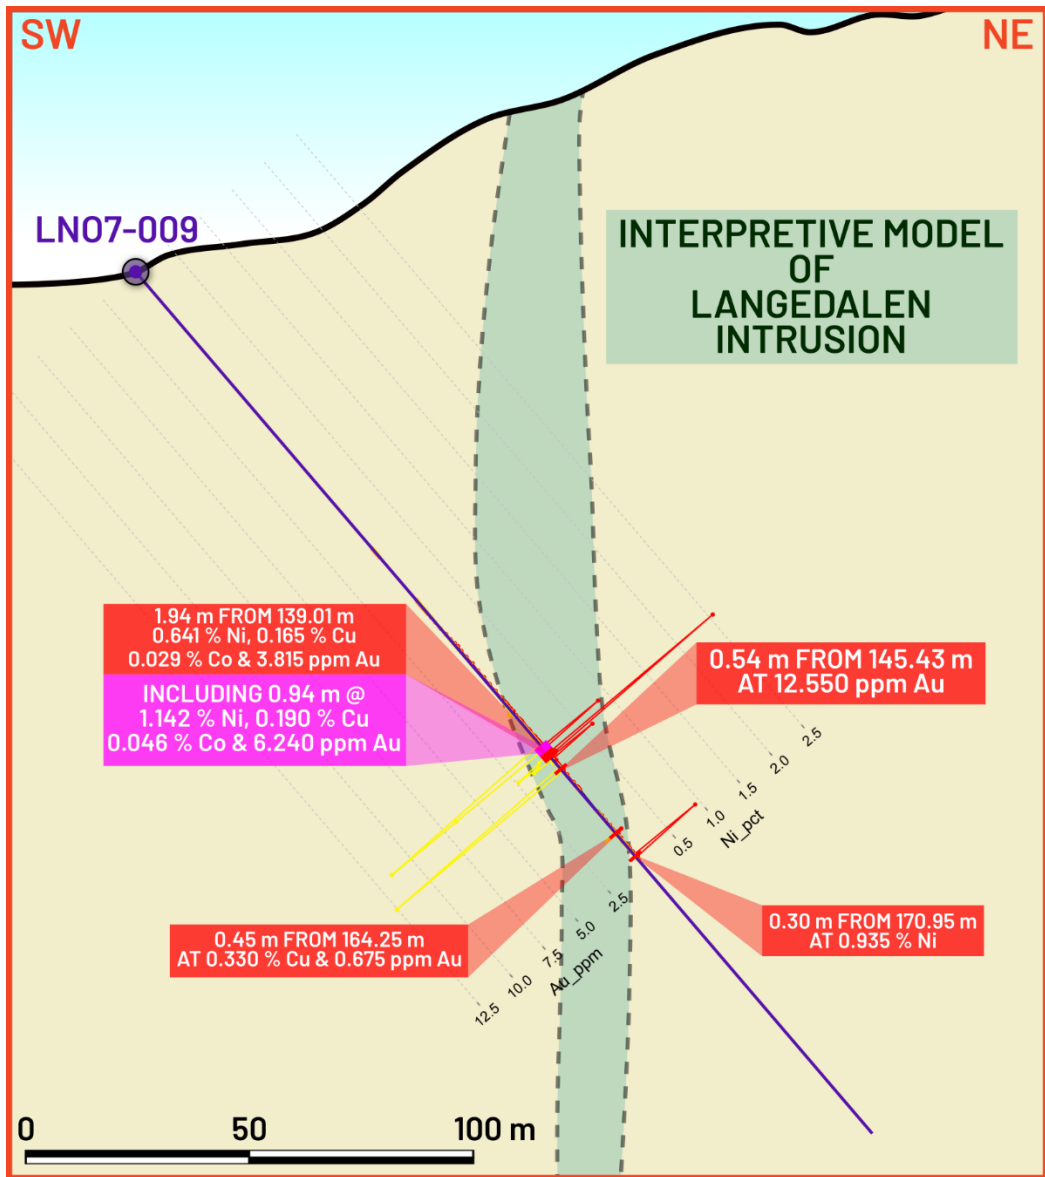 SW
NE
LN07-009
INTERPRETIVE MODEL
OF
LANGEDALEN
INTRUSION
1.94 m FROM 139.01 m
0.641 % Ni, 0.165 % Cu
0.029 % Co & 3.815 ppm Au
INCLUDING 0.94 m @
1.142 % Ni, 0.190 % Cu
0.046 % Co & 6.240 ppm Au
0.54 m FROM 145.43 m
AT 12.550 ppm Au
2.5
2.0
1.5
1.0
0.5
Ni_pct
2.5
5.0
7.5
10.0
12.5
Au_ppm
0.45 m FROM 164.25 m
AT 0.330 % Cu & 0.675 ppm Au
0.30 m FROM 170.95 m
AT 0.935 % Ni
0 50 100 m